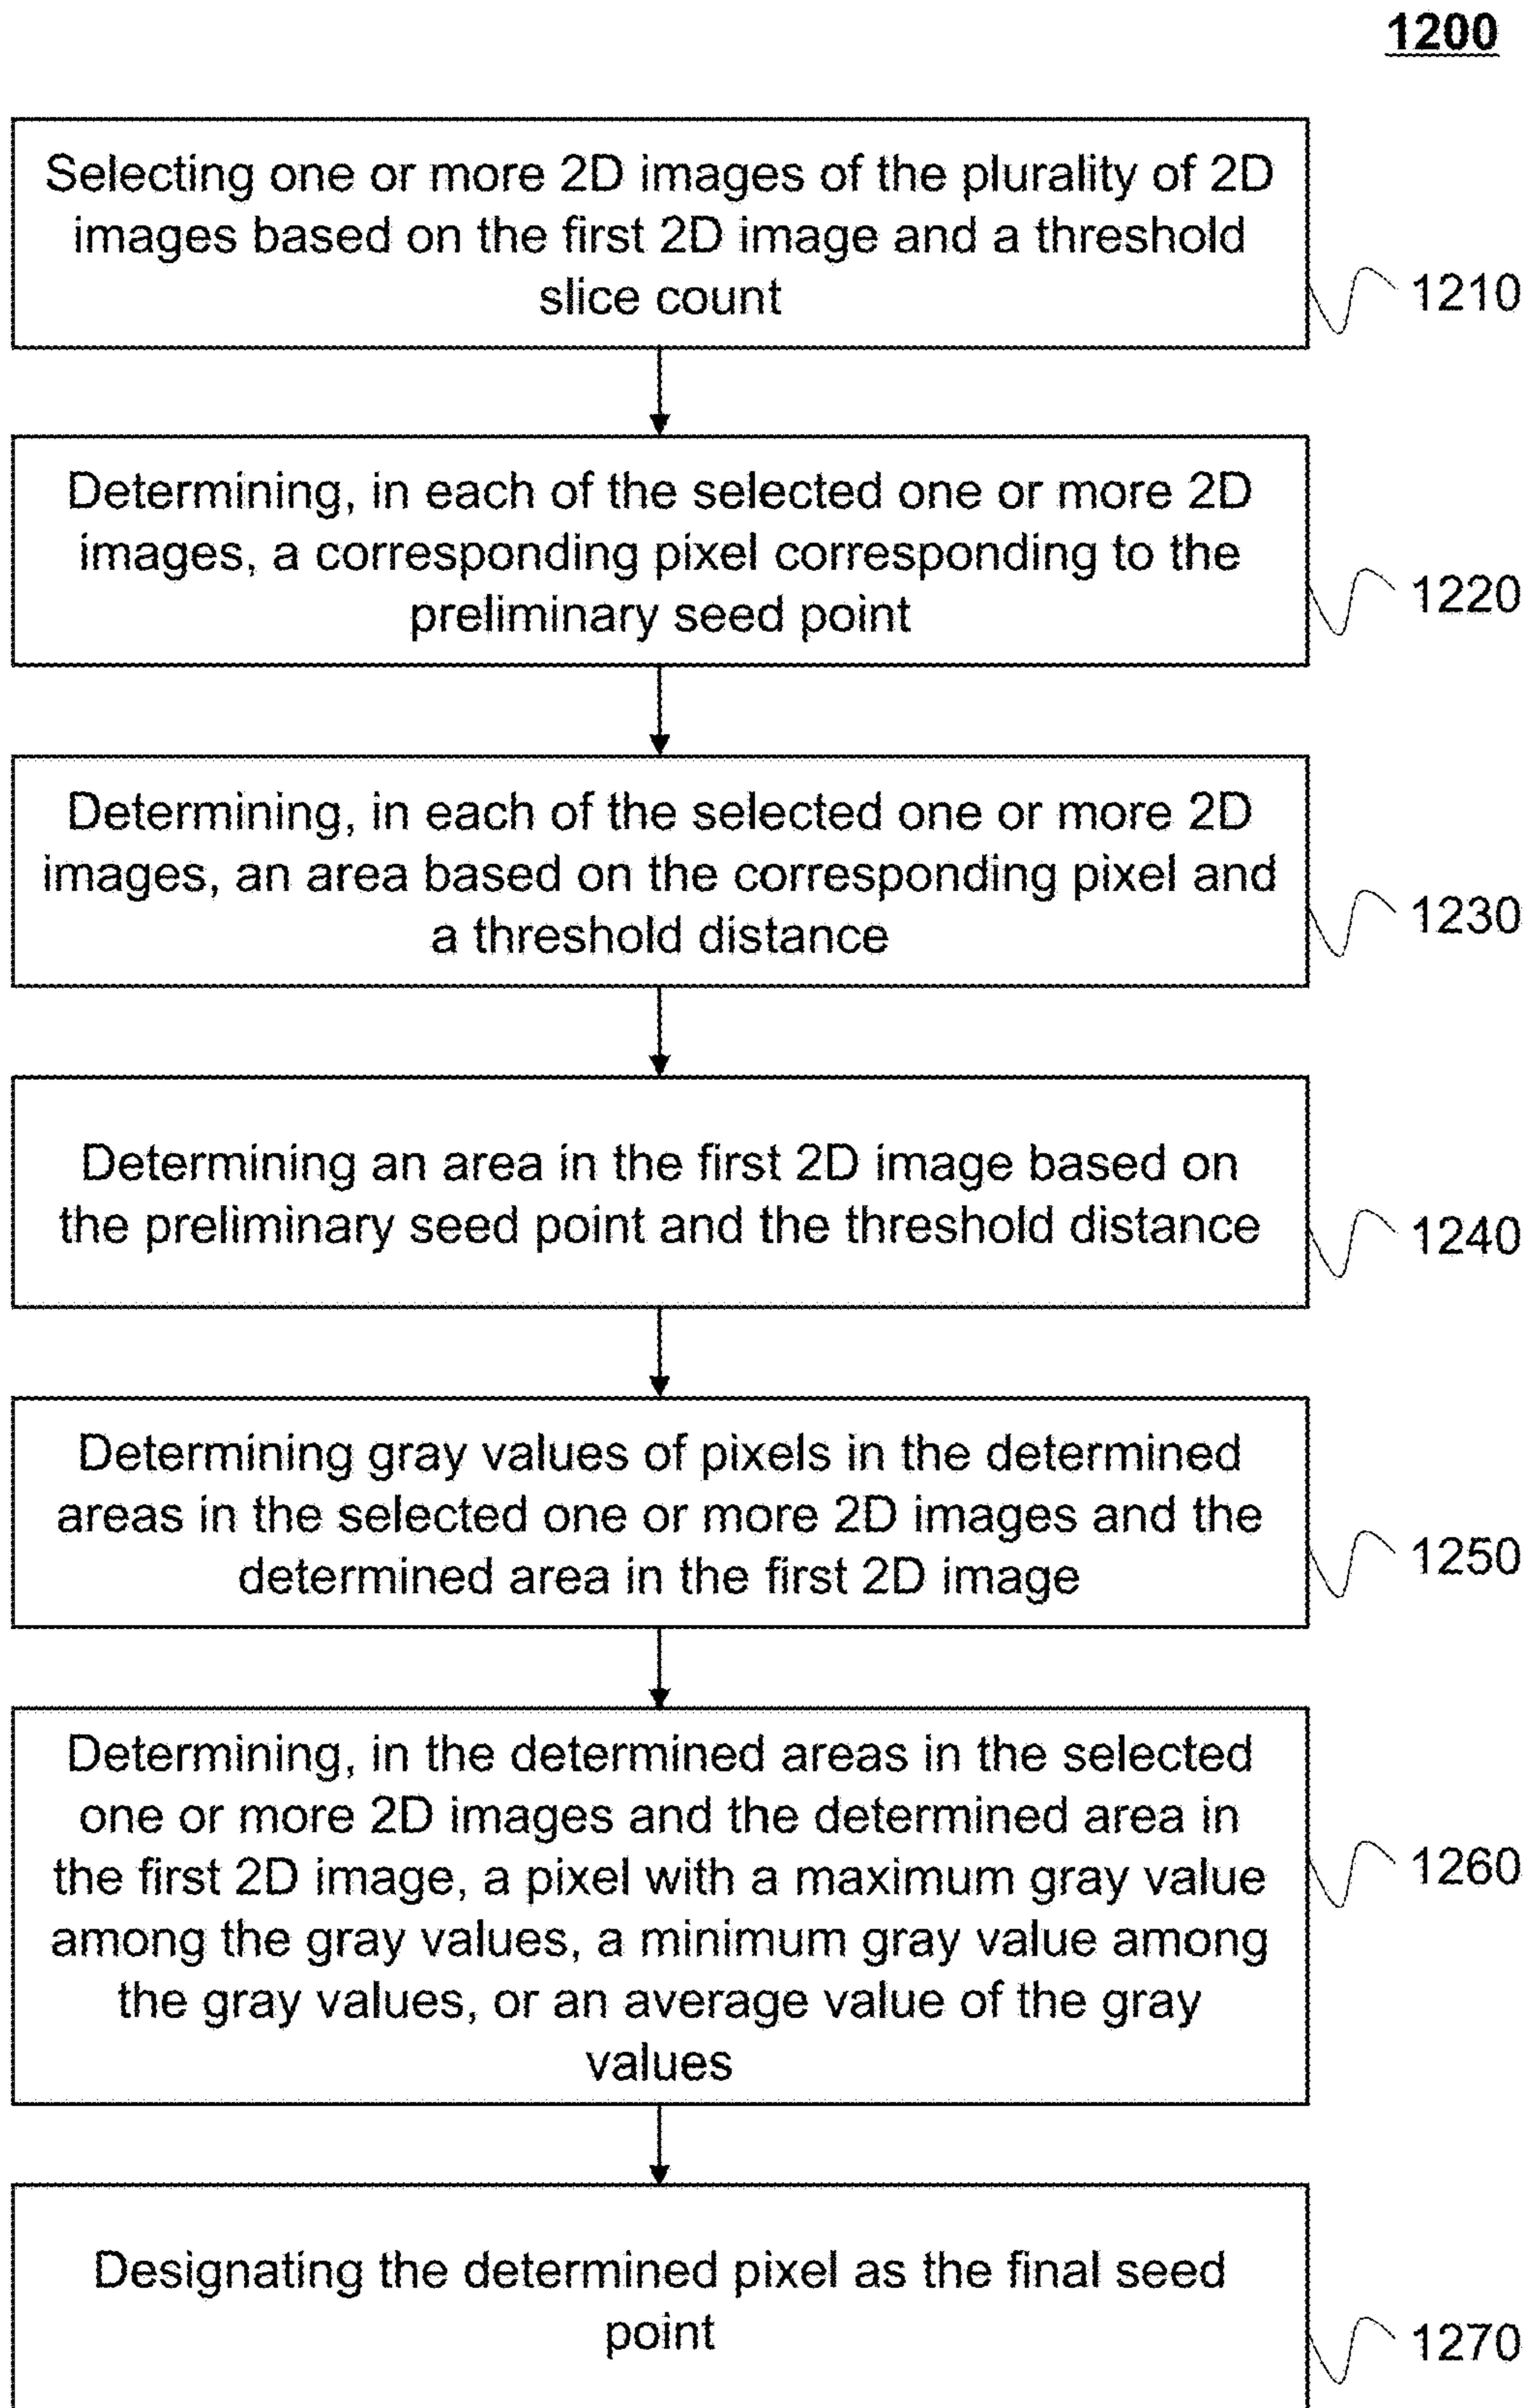 1200
Selecting one or more 2D images of the plurality of 2D
images based on the first 2D image and a threshold
slice count
1210
Determining, in each of the selected one or more 2D
images, a corresponding pixel corresponding to the
preliminary seed point
1220
Determining, in each of the selected one or more 2D
images, an area based on the corresponding pixel and
a threshold distance
1230
Determining an area in the first 2D image based on
the preliminary seed point and the threshold distance
1240
Determining gray values of pixels in the determined
areas in the selected one or more 2D images and the
determined area in the first 2D image
1250
Determining, in the determined areas in the selected
one or more 2D images and the determined area in
the first 2D image, a pixel with a maximum gray value
among the gray values, a minimum gray value among
the gray values, or an average value of the gray
values
1260
Designating the determined pixel as the final seed
point
1270